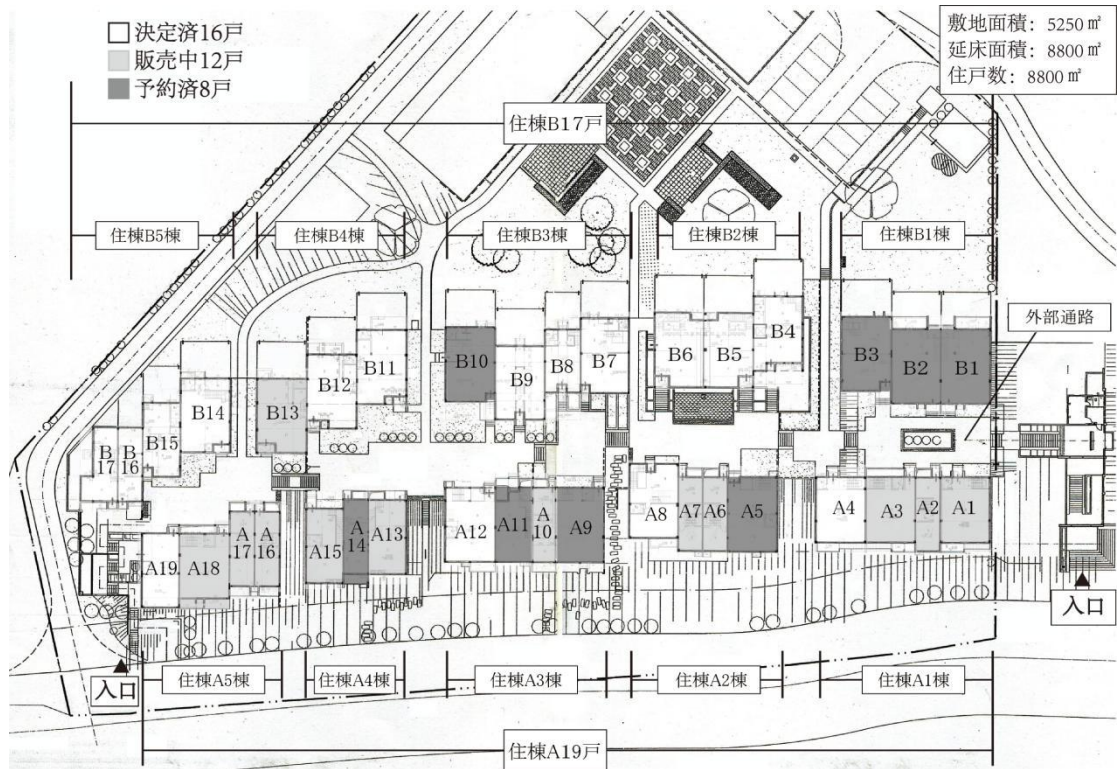 決定済16戸
販売中12戸
予約済8戸
敷地面積: 5250㎡
延床面積: 8800㎡
住戸数: 8800㎡
住棟B17戸
住棟B5棟
住棟B4棟
住棟B3棟
住棟B2棟
住棟B1棟
外部通路
B4
B6
B5
B3
B2
B1
B10
B9
B8
B7
B12
B11
B14
B13
B15
B
17
B
16
A19
A18
A
17
A
16
A15
A
14
A13
A12
A11
A
10
A9
A8
A7
A6
A5
A4
A3
A2
A1
入口
入口
住棟A5棟
住棟A4棟
住棟A3棟
住棟A2棟
住棟A1棟
住棟A19戸